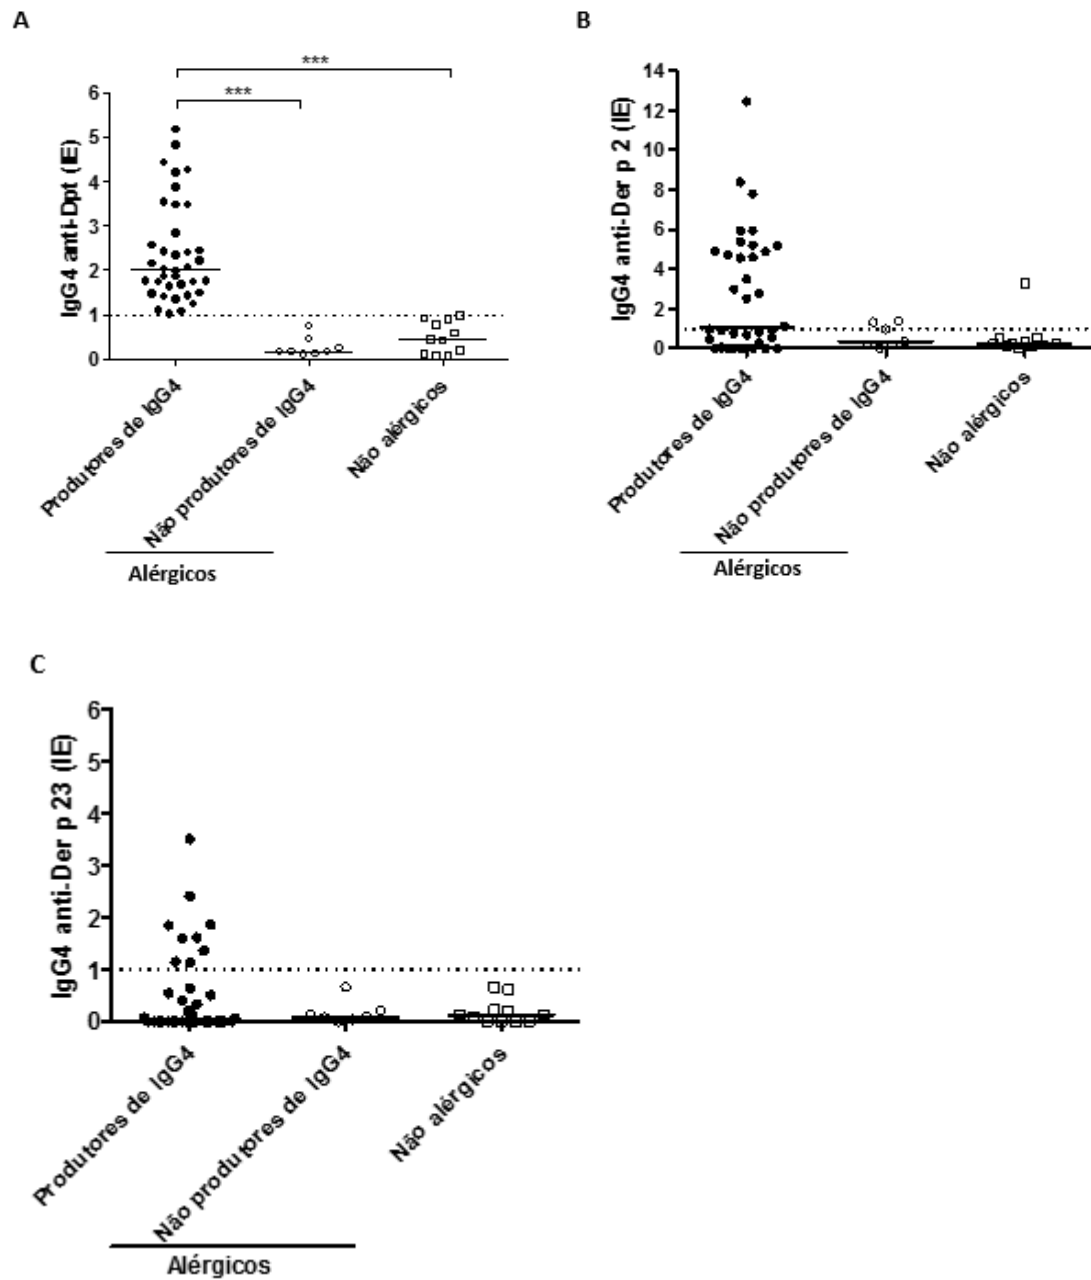 A
***
***
6
5
4
3
2
1
0
IgG4 anti-Dpt (IE)
Produtores de IgG4
Não produtores de IgG4
Não alérgicos
Alérgicos
B
14
12
10
8
6
4
2
0
IgG4 anti-Der p 2 (IE)
Produtores de IgG4
Não produtores de IgG4
Não alérgicos
Alérgicos
C
6
5
4
3
2
1
0
IgG4 anti-Der p 23 (IE)
Produtores de IgG4
Não produtores de IgG4
Não alérgicos
Alérgicos